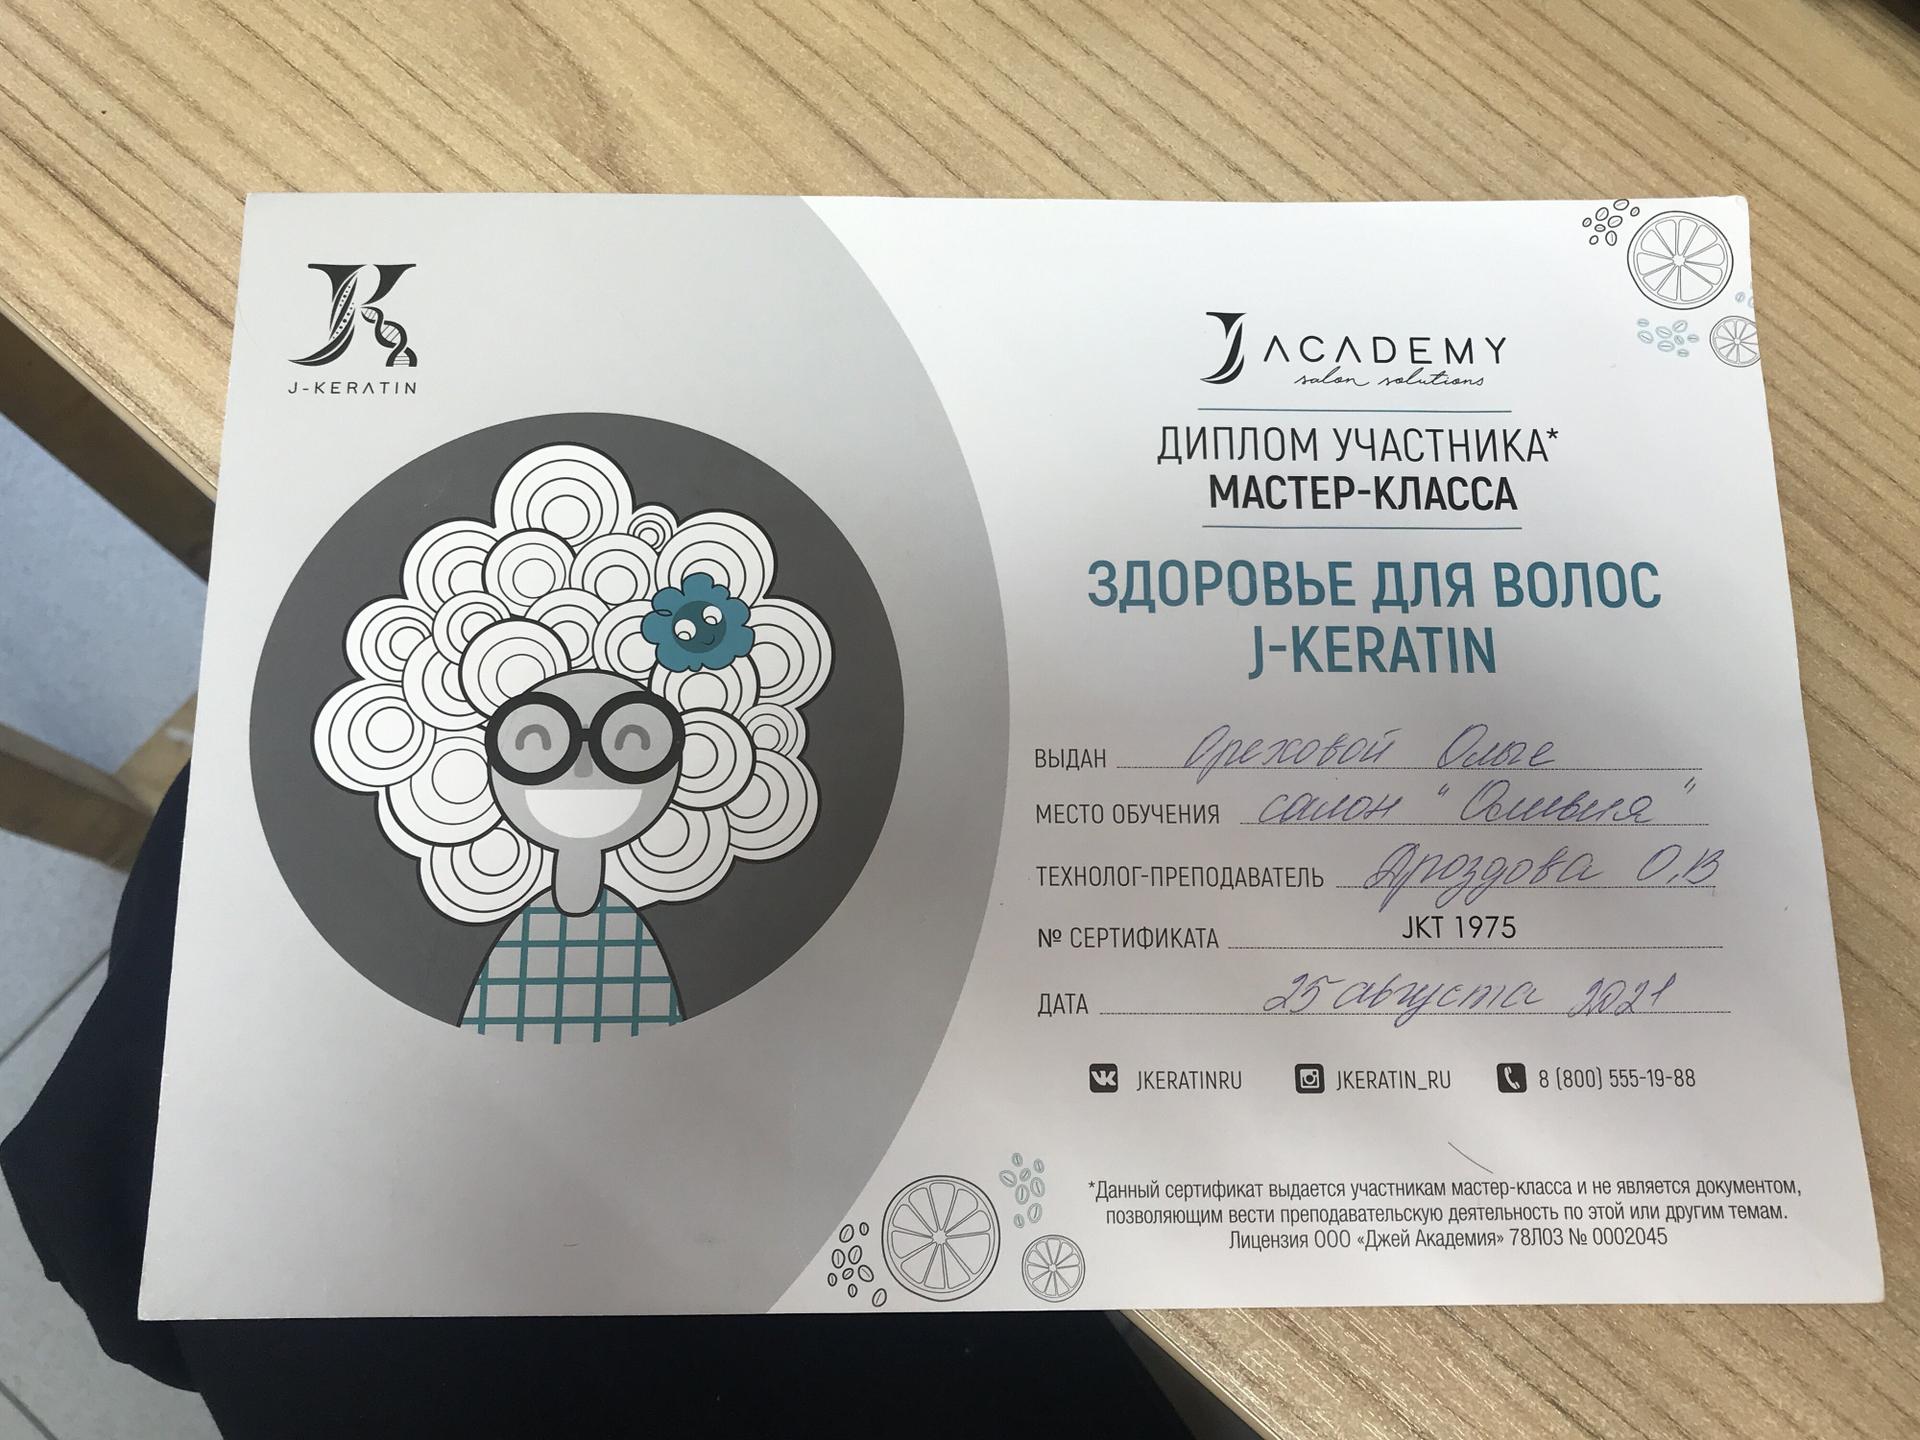 J-KERATIN
J ACADEMY
salon solutions
ДИПЛОМ УЧАСТНИКА*
МАСТЕР-КЛАССА
ЗДОРОВЬЕ ДЛЯ ВОЛОС
J-KERATIN
ВЫДАН Ореховой Ольге
МЕСТО ОБУЧЕНИЯ салон "Оливия"
ТЕХНОЛОГ-ПРЕПОДАВАТЕЛЬ Дроздова О.В
№ СЕРТИФИКАТА JKT 1975
ДАТА 25 августа 2021
JKERATINRU JKERATIN_RU 8 (800) 555-19-88
*Данный сертификат выдается участникам мастер-класса и не является документом,
позволяющим вести преподавательскую деятельность по этой или другим темам.
Лицензия ООО «Джей Академия» 78Л03 № 0002045